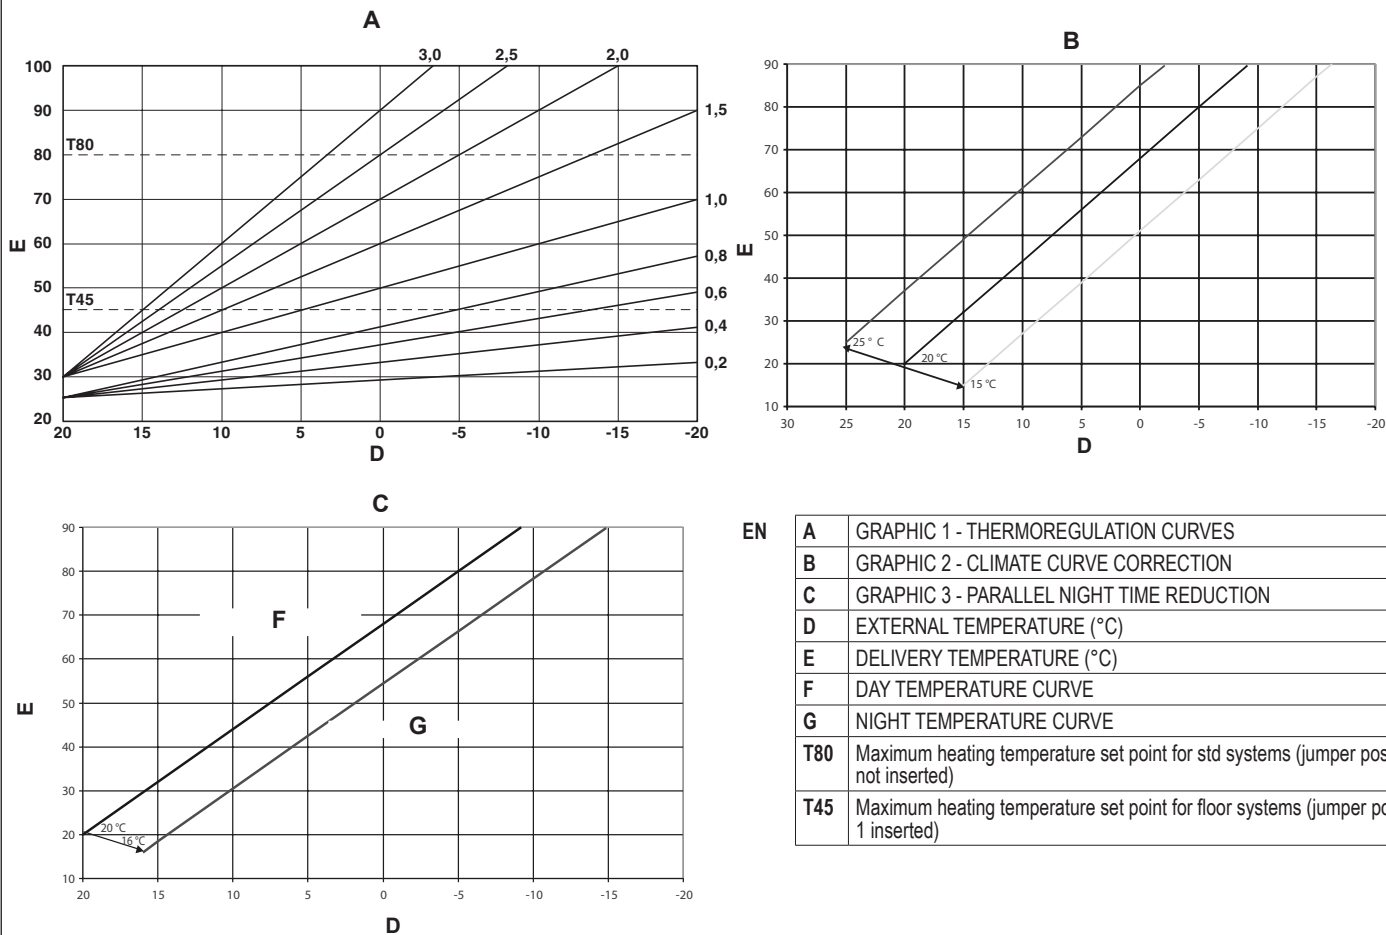 A
3,0 2,5 2,0
100
90
80
70
60
50
40
30
20
T80
T45
E
1,5
1,0
0,8
0,6
0,4
0,2
20 15 10 5 0 -5 -10 -15 -20
D
B
90
80
70
60
50
40
30
20
10
E
25 ° C
20 °C
15 °C
30 25 20 15 10 5 0 -5 -10 -15 -20
D
C
90
80
70
60
50
40
30
20
10
E
F
G
20 °C
16 °C
20 15 10 5 0 -5 -10 -15 -20
D
EN
A GRAPHIC 1 - THERMOREGULATION CURVES
B GRAPHIC 2 - CLIMATE CURVE CORRECTION
C GRAPHIC 3 - PARALLEL NIGHT TIME REDUCTION
D EXTERNAL TEMPERATURE (°C)
E DELIVERY TEMPERATURE (°C)
F DAY TEMPERATURE CURVE
G NIGHT TEMPERATURE CURVE
T80 Maximum heating temperature set point for std systems (jumper pos
not inserted)
T45 Maximum heating temperature set point for floor systems (jumper po
1 inserted)